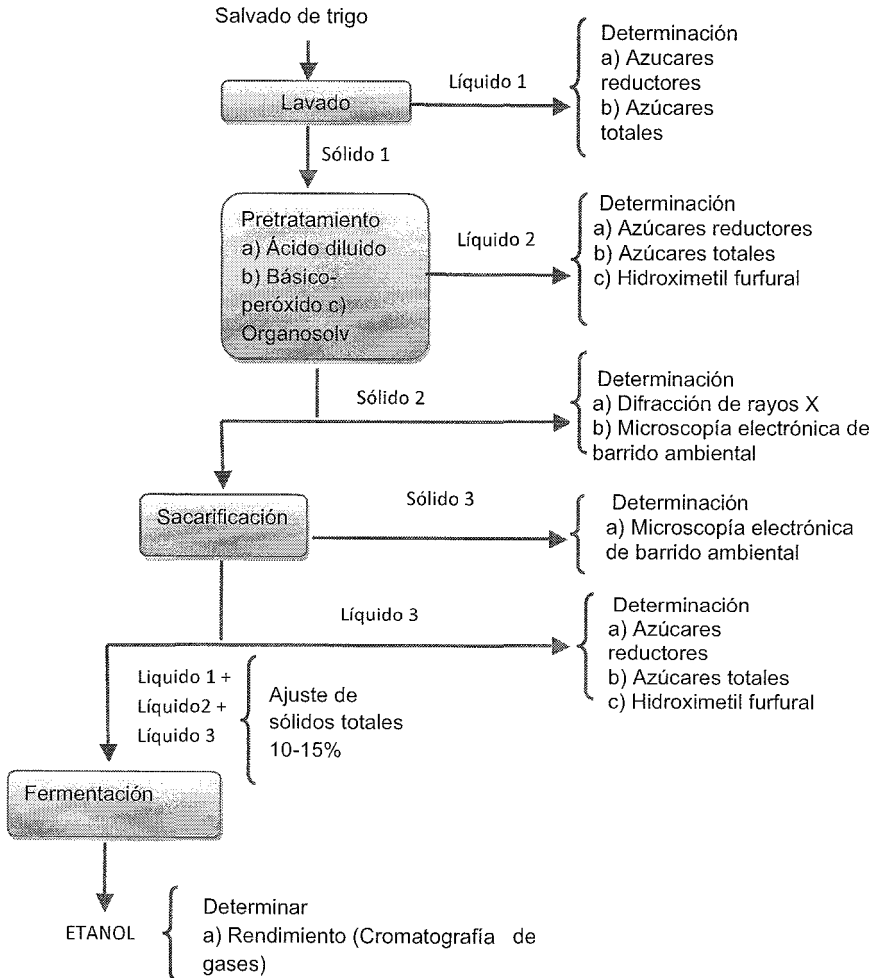 Salvado de trigo
Lavado
Líquido 1
Determinación
a) Azucares
reductores
b) Azúcares
totales
Sólido 1
Pretratamiento
a) Ácido diluido
b) Básico-
peróxido c)
Organosolv
Líquido 2
Determinación
a) Azúcares reductores
b) Azúcares totales
c) Hidroximetil furfural
Sólido 2
Determinación
a) Difracción de rayos X
b) Microscopía electrónica de
barrido ambiental
Sacarificación
Sólido 3
Determinación
a) Microscopía electrónica
de barrido ambiental
Líquido 3
Determinación
a) Azúcares
reductores
b) Azúcares totales
c) Hidroximetil furfural
Liquido 1 +
Líquido2 +
Líquido 3
Ajuste de
sólidos totales
10-15%
Fermentación
ETANOL
Determinar
a) Rendimiento (Cromatografía de
gases)